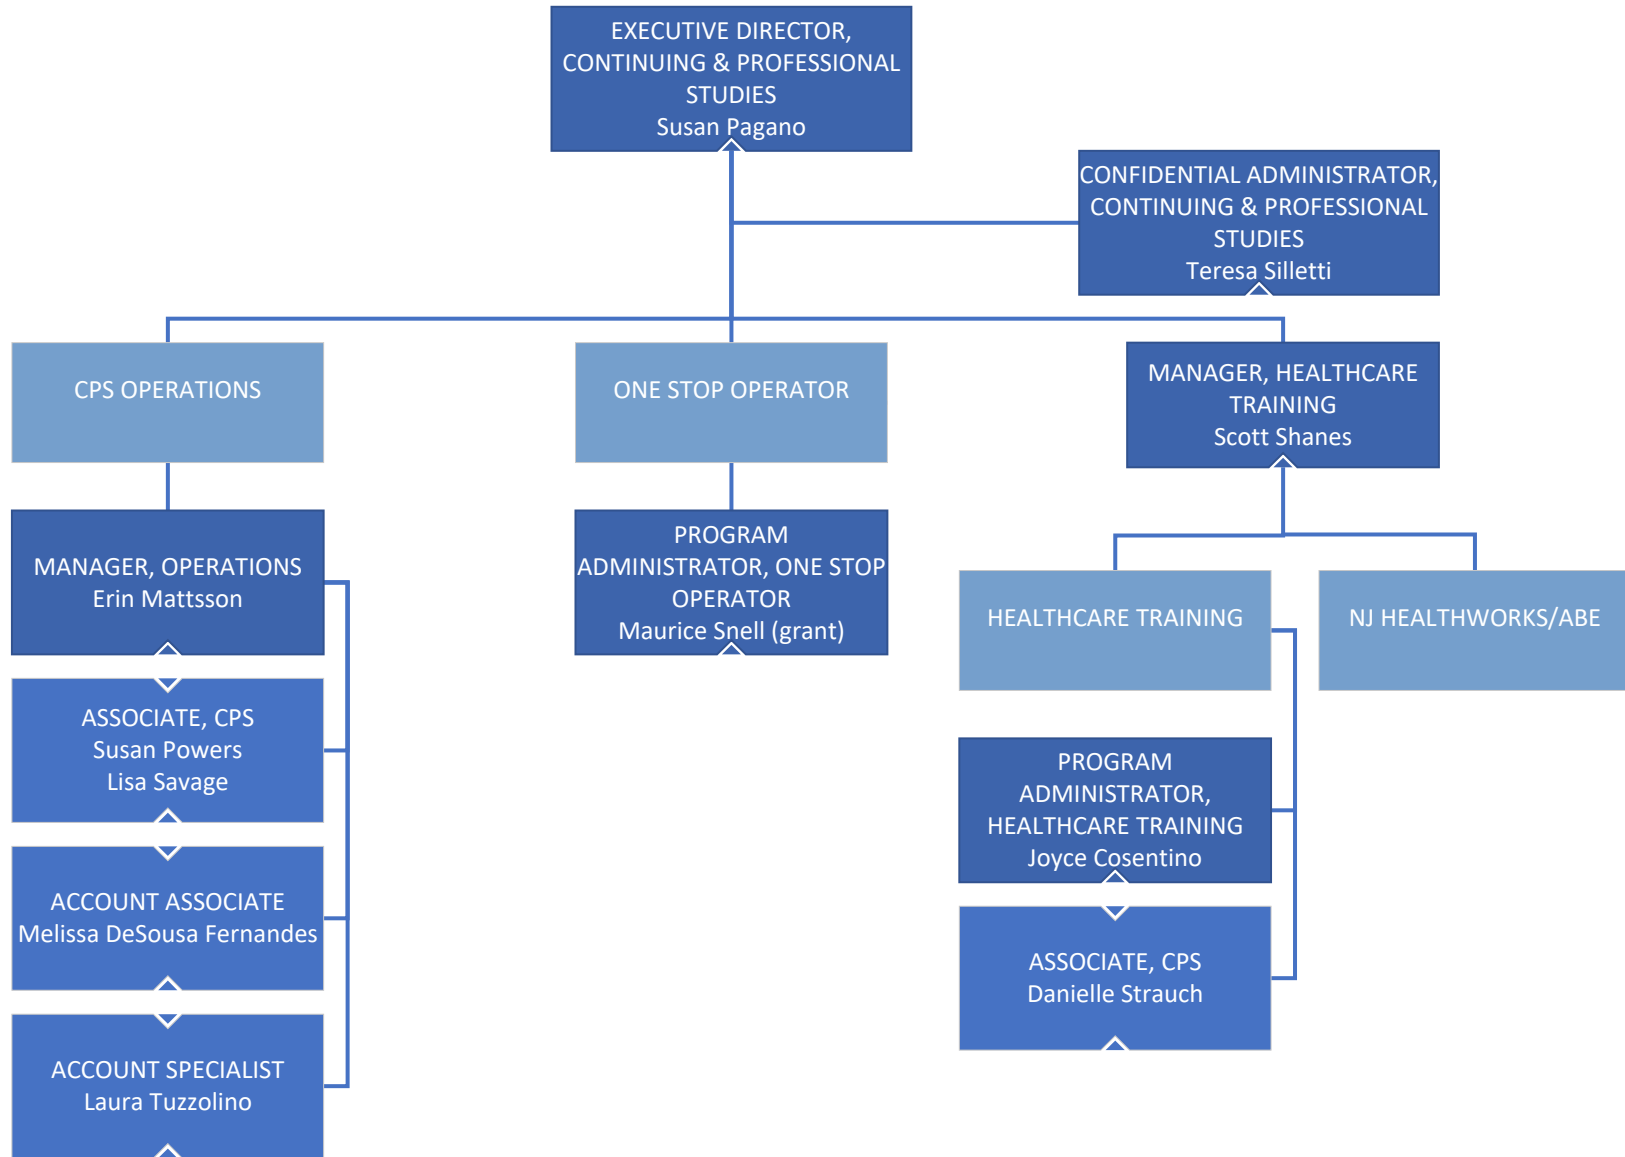 EXECUTIVE DIRECTOR,
CONTINUING & PROFESSIONAL
STUDIES
Susan Pagano
CONFIDENTIAL ADMINISTRATOR,
CONTINUING & PROFESSIONAL
STUDIES
Teresa Silletti
CPS OPERATIONS
ONE STOP OPERATOR
MANAGER, HEALTHCARE
TRAINING
Scott Shanes
MANAGER, OPERATIONS
Erin Mattsson
PROGRAM
ADMINISTRATOR, ONE STOP
OPERATOR
Maurice Snell (grant)
HEALTHCARE TRAINING
NJ HEALTHWORKS/ABE
ASSOCIATE, CPS
Susan Powers
Lisa Savage
PROGRAM
ADMINISTRATOR,
HEALTHCARE TRAINING
Joyce Cosentino
ACCOUNT ASSOCIATE
Melissa DeSousa Fernandes
ASSOCIATE, CPS
Danielle Strauch
ACCOUNT SPECIALIST
Laura Tuzzolino